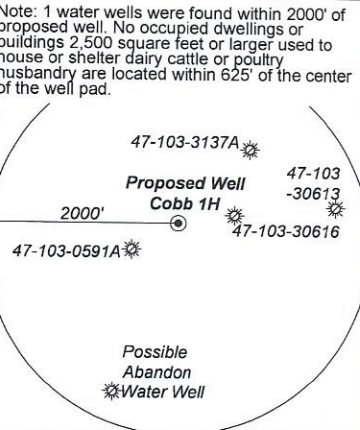 Note: 1 water wells were found within 2000' of
proposed well. No occupied dwellings or
buildings 2,500 square feet or larger used to
house or shelter dairy cattle or poultry
husbandry are located within 625' of the center
of the well pad.
47-103-3137A
47-103
-30613
Proposed Well
Cobb 1H
2000'
47-103-30616
47-103-0591A
Possible
Abandon
Water Well